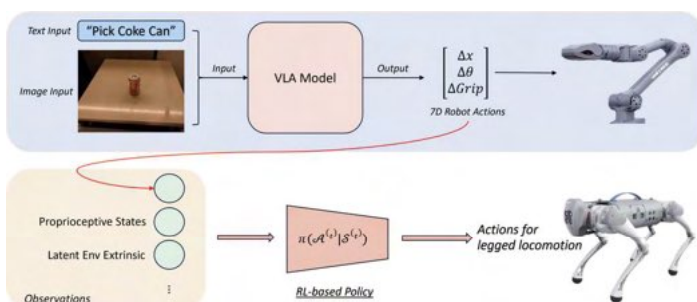 Text Input
"Pick Coke Can"
Image Input
Input
VLA Model
Output
Δx
Δθ
ΔGrip
7D Robot Actions
Proprioceptive States
Latent Env Extrinsic
⋮
Observations
π(𝒜⁽ᵗ⁾|𝒮⁽ᵗ⁾)
RL-based Policy
Actions for
legged locomotion